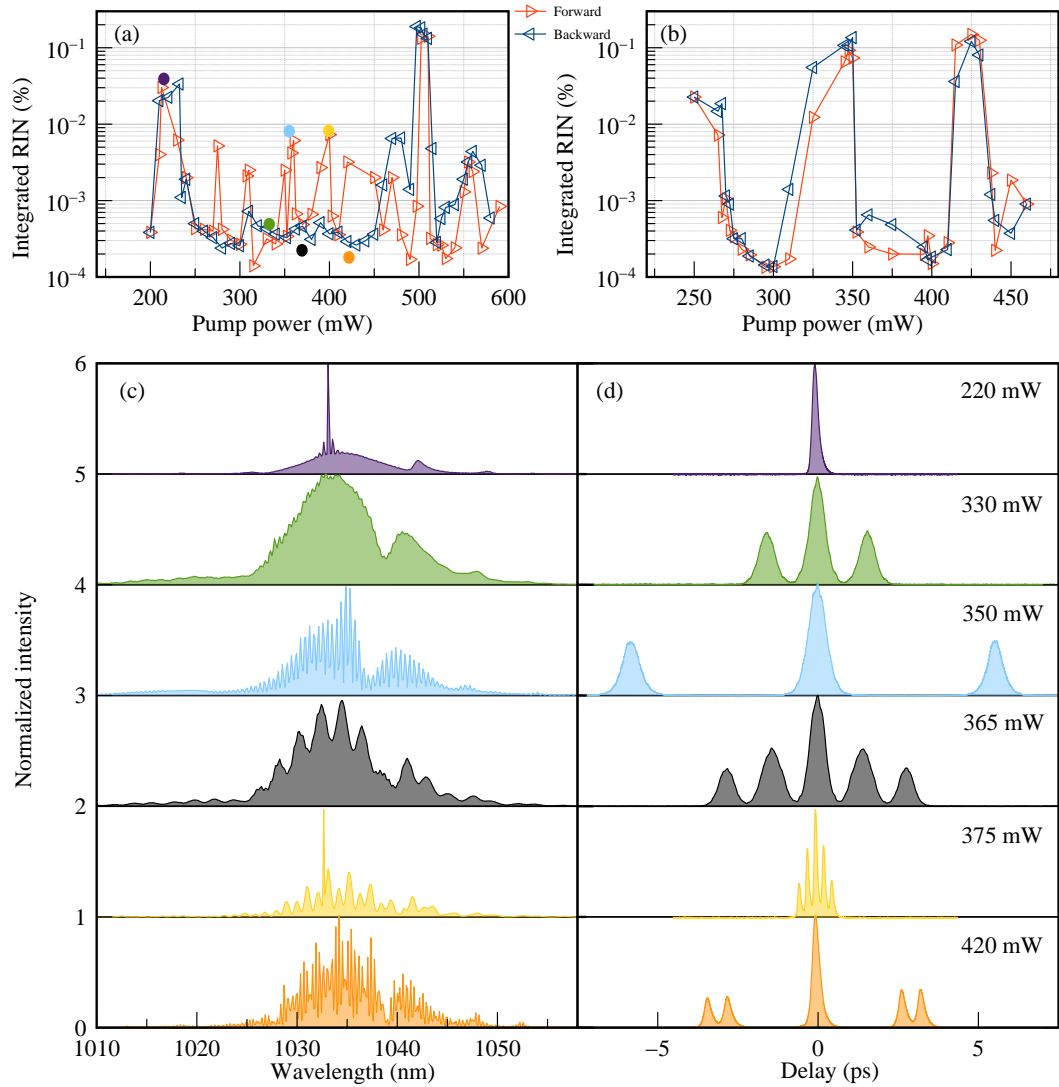 Forward
Backward
(a)
(b)
Integrated RIN (%)
10⁻¹
10⁻²
10⁻³
10⁻⁴
200 300 400 500 600
Pump power (mW)
Integrated RIN (%)
10⁻¹
10⁻²
10⁻³
10⁻⁴
250 300 350 400 450
Pump power (mW)
(c)
(d)
Normalized intensity
6
5
4
3
2
1
0
220 mW
330 mW
350 mW
365 mW
375 mW
420 mW
1010 1020 1030 1040 1050
Wavelength (nm)
−5 0 5
Delay (ps)